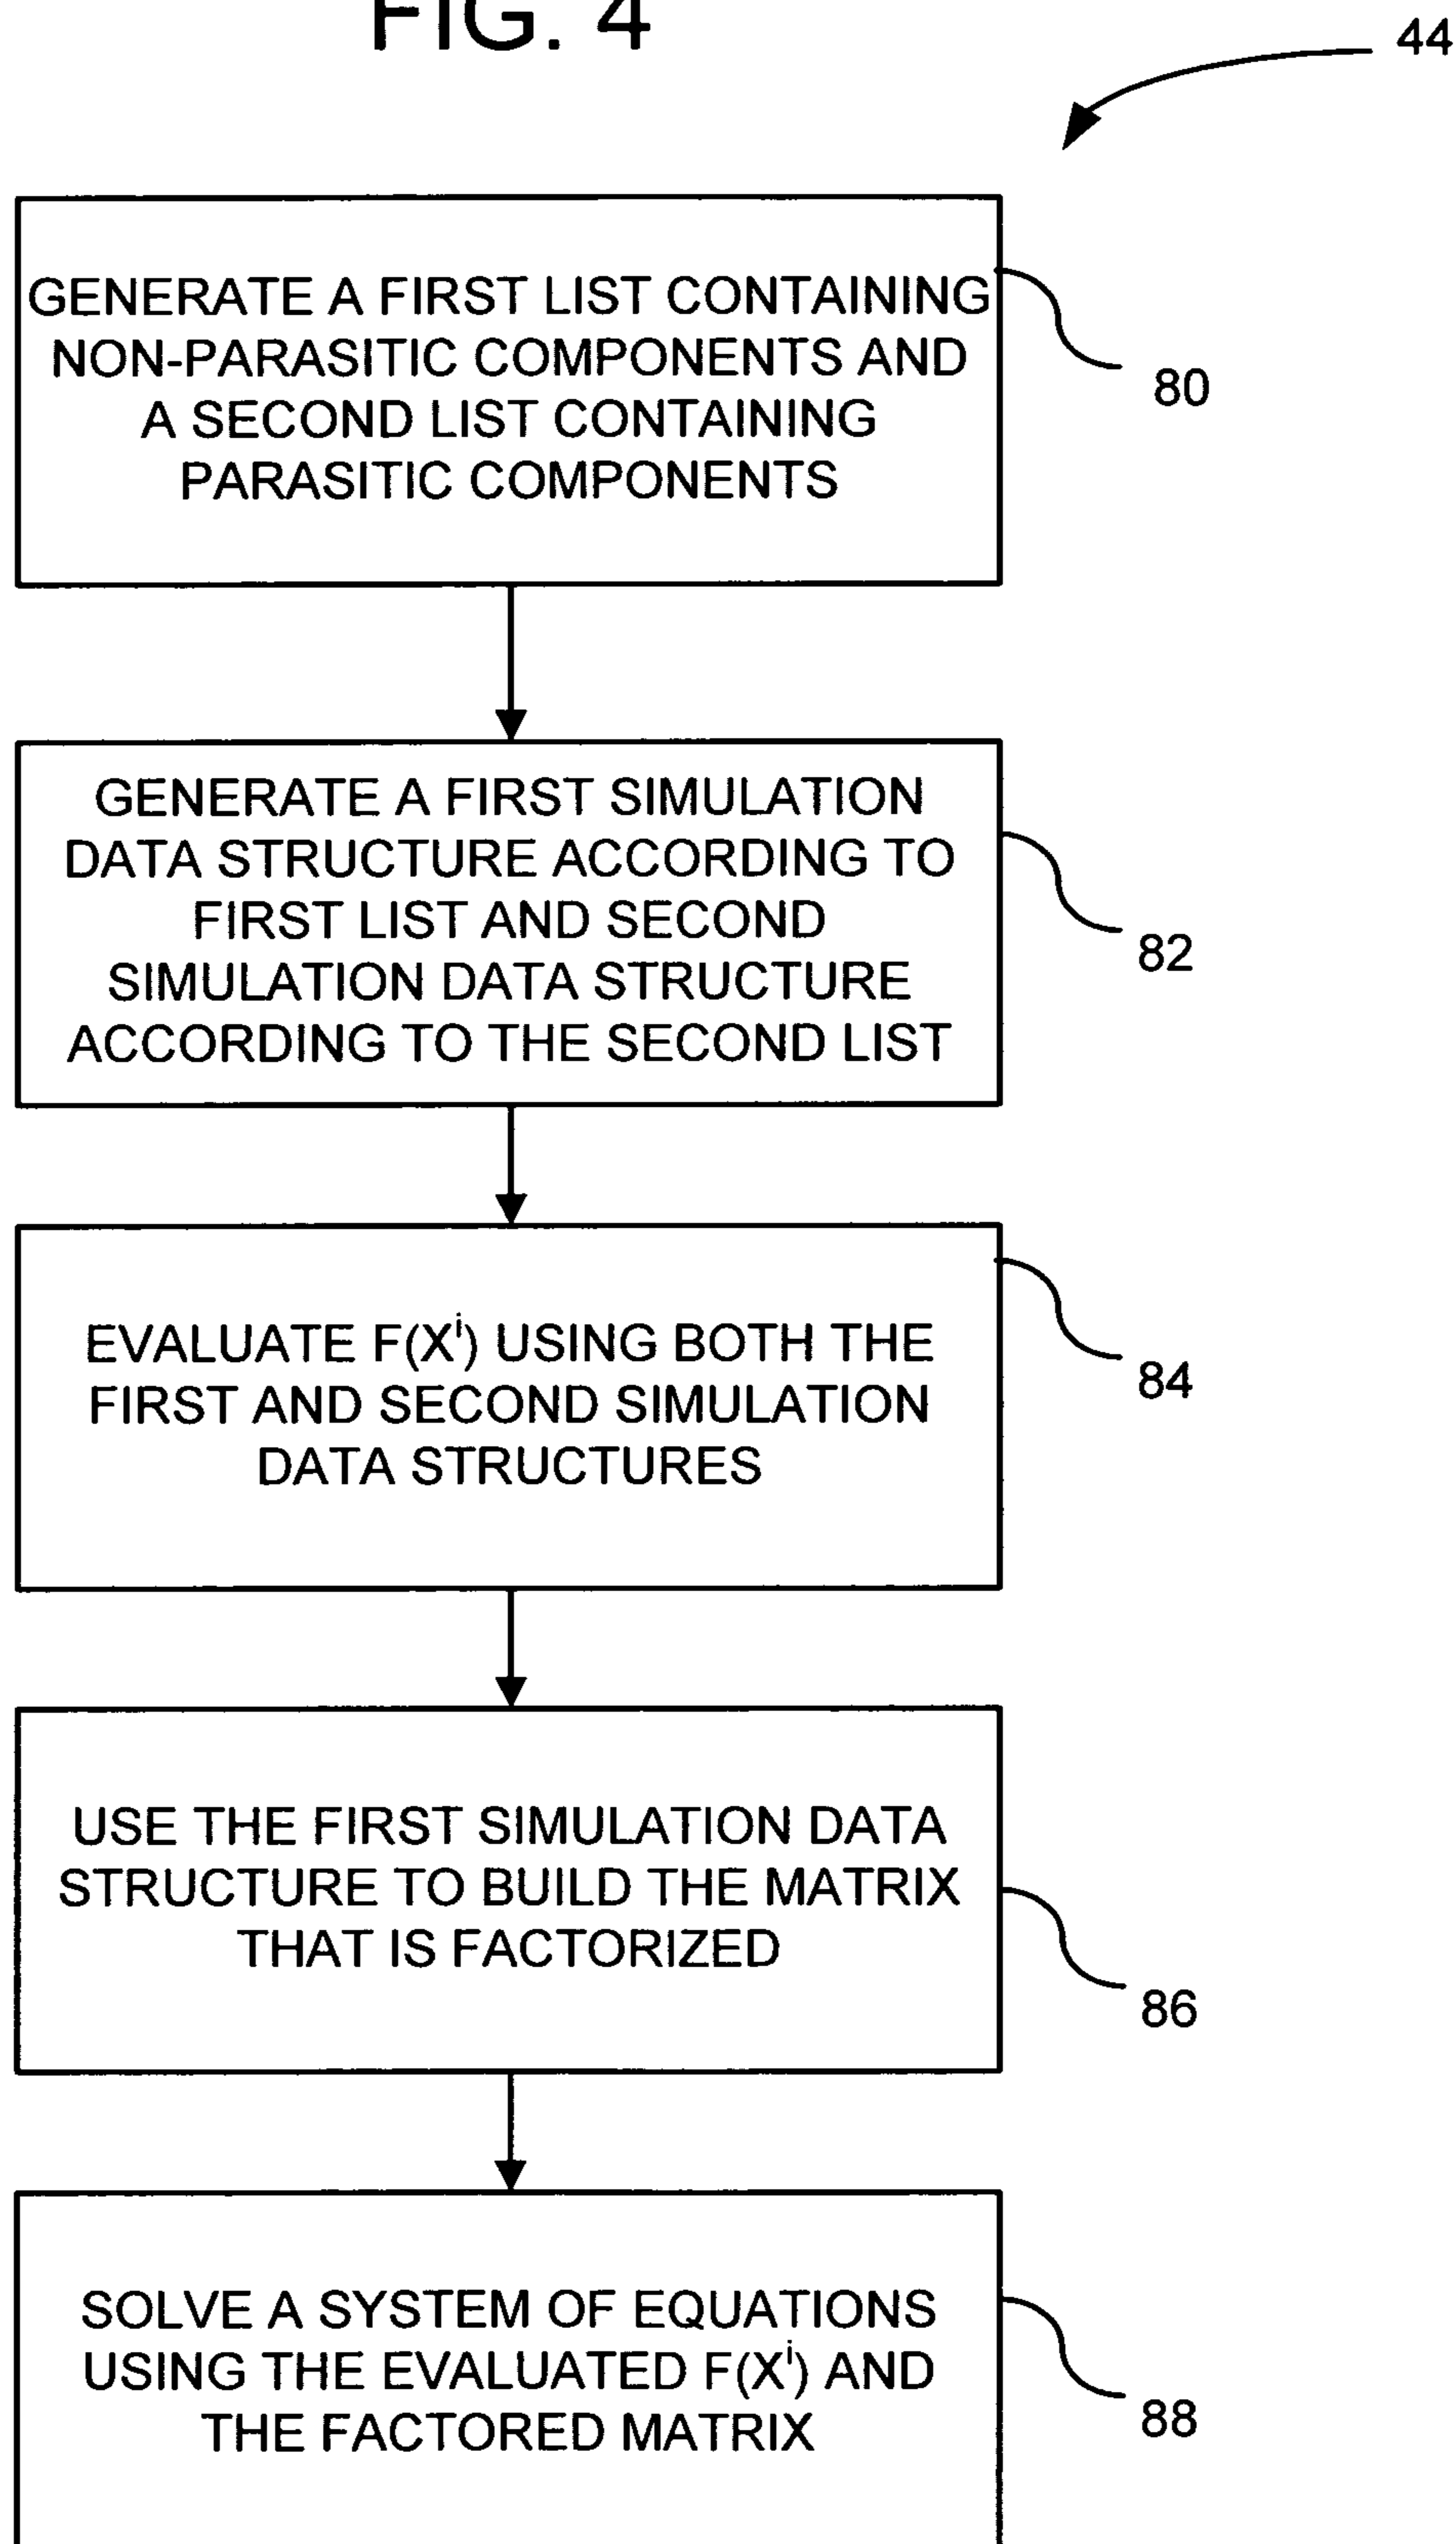 FIG. 4
44
GENERATE A FIRST LIST CONTAINING
NON-PARASITIC COMPONENTS AND
A SECOND LIST CONTAINING
PARASITIC COMPONENTS
80
GENERATE A FIRST SIMULATION
DATA STRUCTURE ACCORDING TO
FIRST LIST AND SECOND
SIMULATION DATA STRUCTURE
ACCORDING TO THE SECOND LIST
82
EVALUATE F(Xⁱ) USING BOTH THE
FIRST AND SECOND SIMULATION
DATA STRUCTURES
84
USE THE FIRST SIMULATION DATA
STRUCTURE TO BUILD THE MATRIX
THAT IS FACTORIZED
86
SOLVE A SYSTEM OF EQUATIONS
USING THE EVALUATED F(Xⁱ) AND
THE FACTORED MATRIX
88